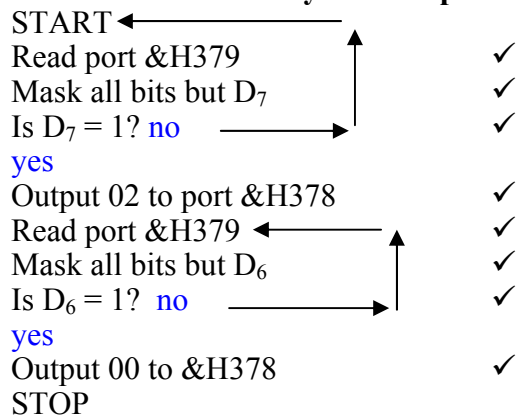 START
Read port &H379 ✓
Mask all bits but D₇ ✓
Is D₇ = 1? no ✓
yes
Output 02 to port &H378 ✓
Read port &H379 ✓
Mask all bits but D₆ ✓
Is D₆ = 1? no ✓
yes
Output 00 to &H378 ✓
STOP